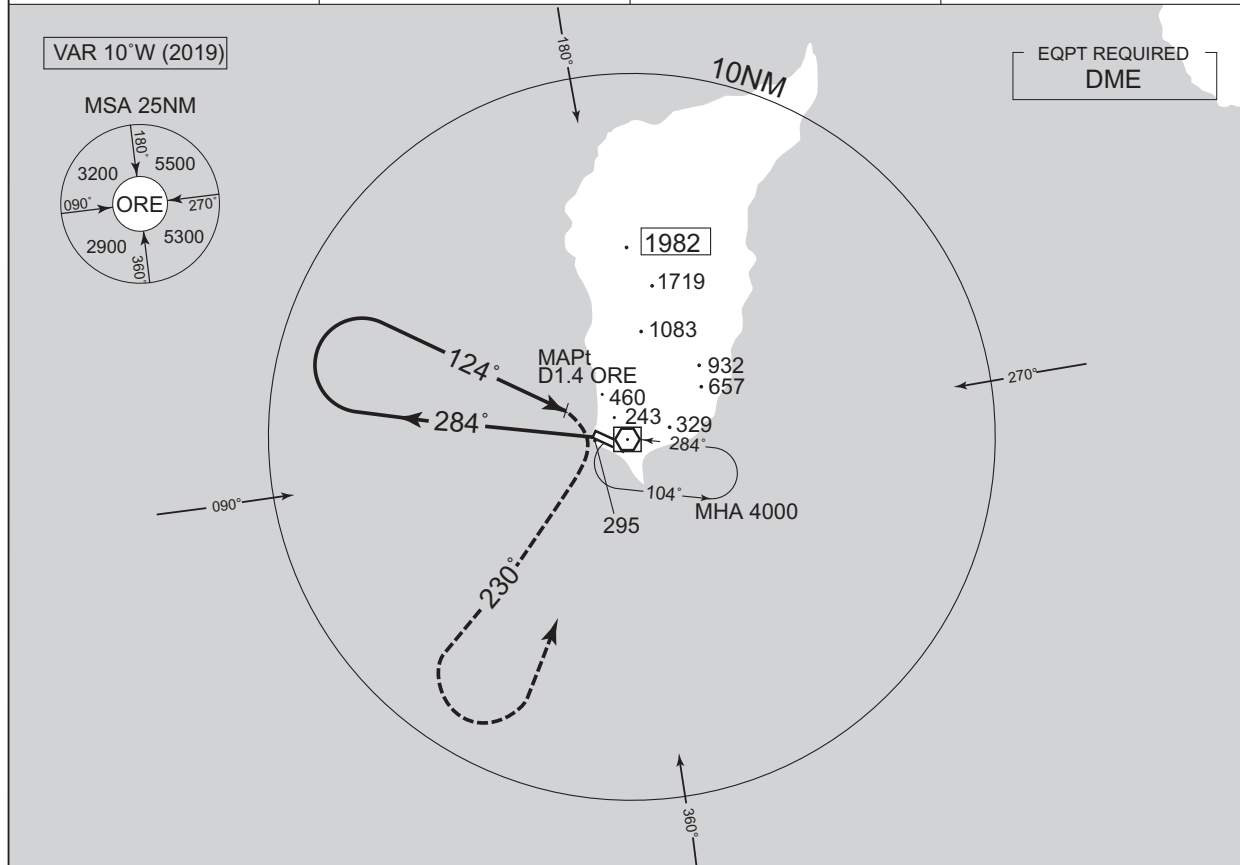 VAR 10°W (2019)
MSA 25NM
180°
3200
5500
090°
ORE
270°
2900
5300
360°
180°
10NM
EQPT REQUIRED
DME
1982
1719
1083
932
657
MAPt
D1.4 ORE
460
243
329
124°
284°
284°
104°
MHA 4000
295
270°
090°
230°
360°